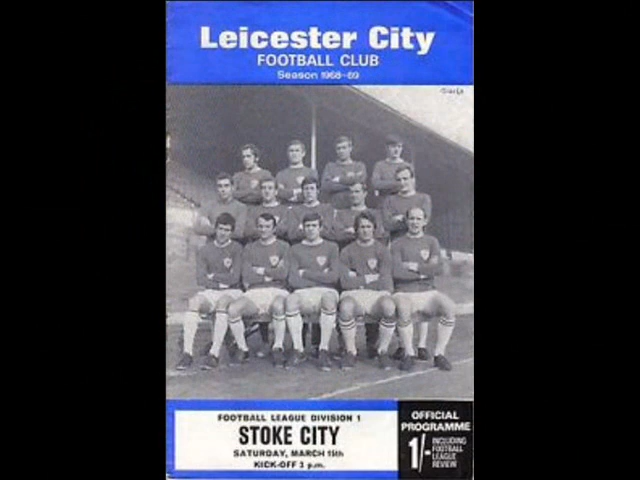 Leicester City
FOOTBALL CLUB
Season 1968-69
FOOTBALL LEAGUE DIVISION 1
STOKE CITY
SATURDAY, MARCH 15th
KICK-OFF 3 p.m.
OFFICIAL
PROGRAMME
1/-
INCLUDING
FOOTBALL
LEAGUE
REVIEW